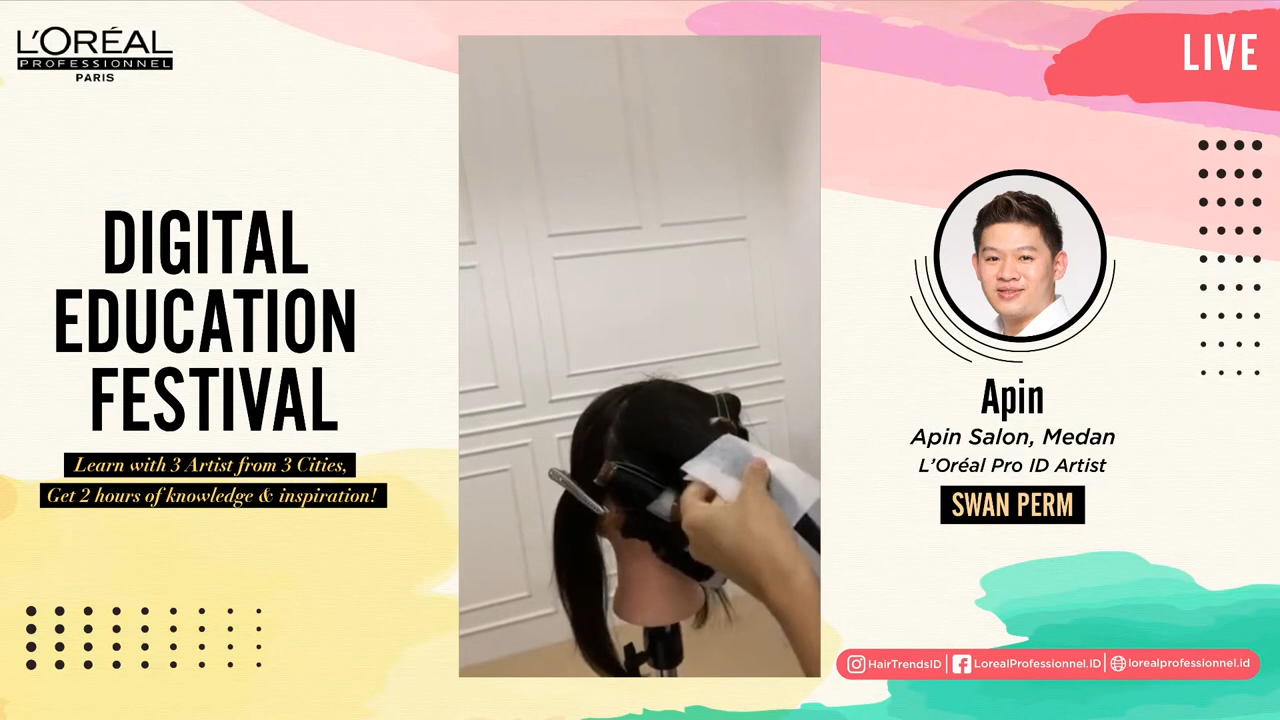 L'ORÉAL
PROFESSIONNEL
PARIS
LIVE
DIGITAL
EDUCATION
FESTIVAL
Learn with 3 Artist from 3 Cities,
Get 2 hours of knowledge & inspiration!
Apin
Apin Salon, Medan
L'Oréal Pro ID Artist
SWAN PERM
HairTrendsID | LorealProfessionnel.ID | lorealprofessionnel.id